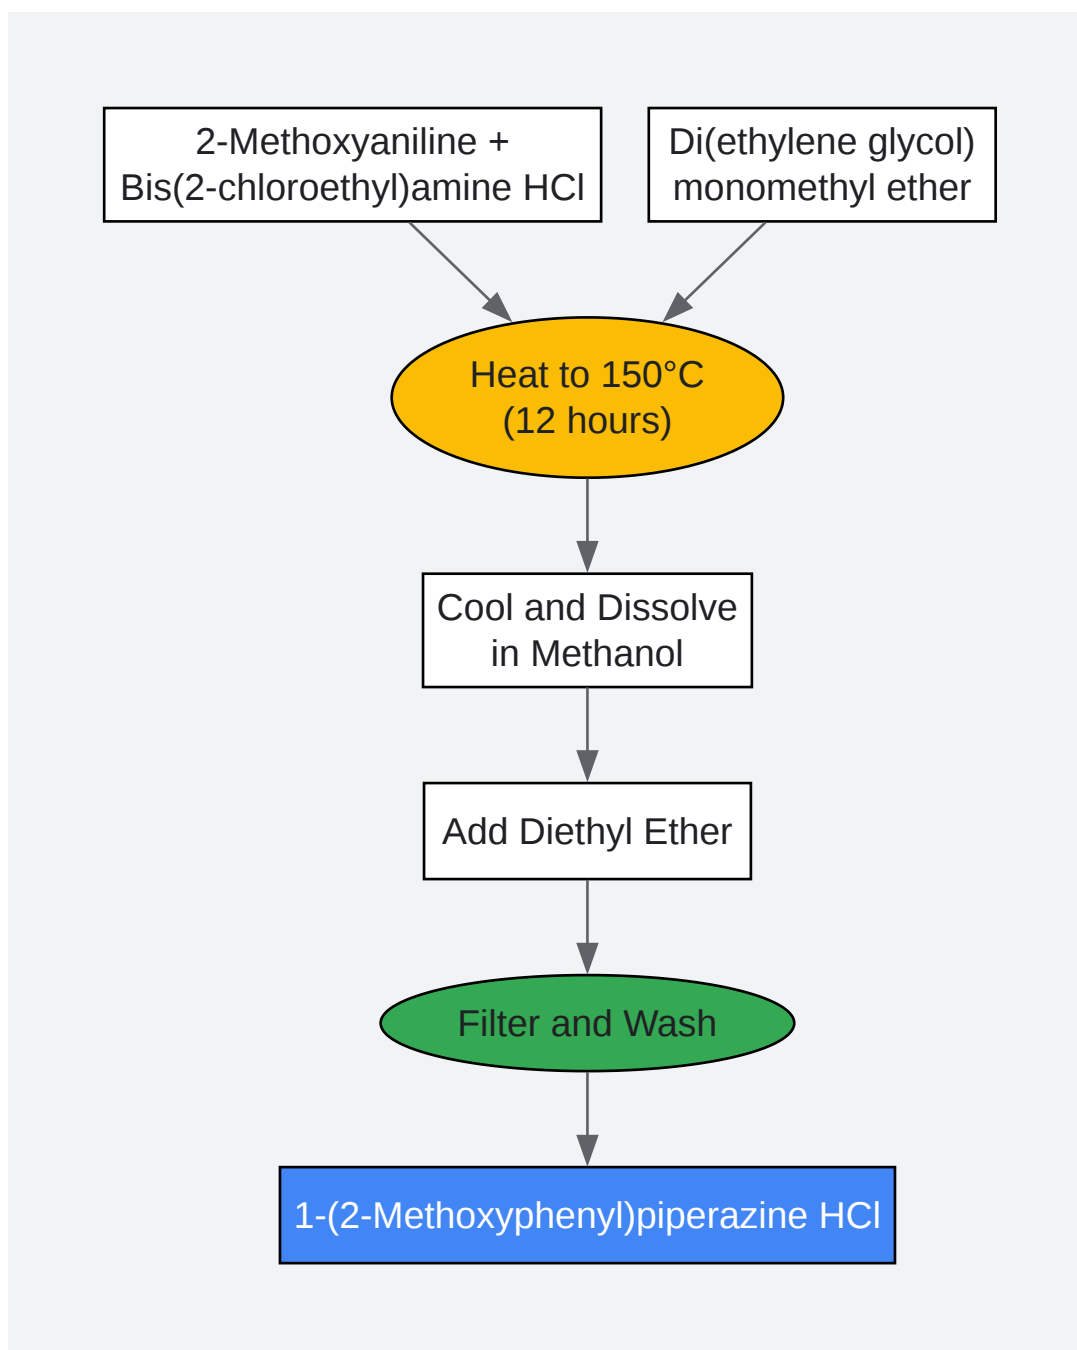 2-Methoxyaniline +
Bis(2-chloroethyl)amine HCl
Di(ethylene glycol)
monomethyl ether
Heat to 150°C
(12 hours)
Cool and Dissolve
in Methanol
Add Diethyl Ether
Filter and Wash
1-(2-Methoxyphenyl)piperazine HCl